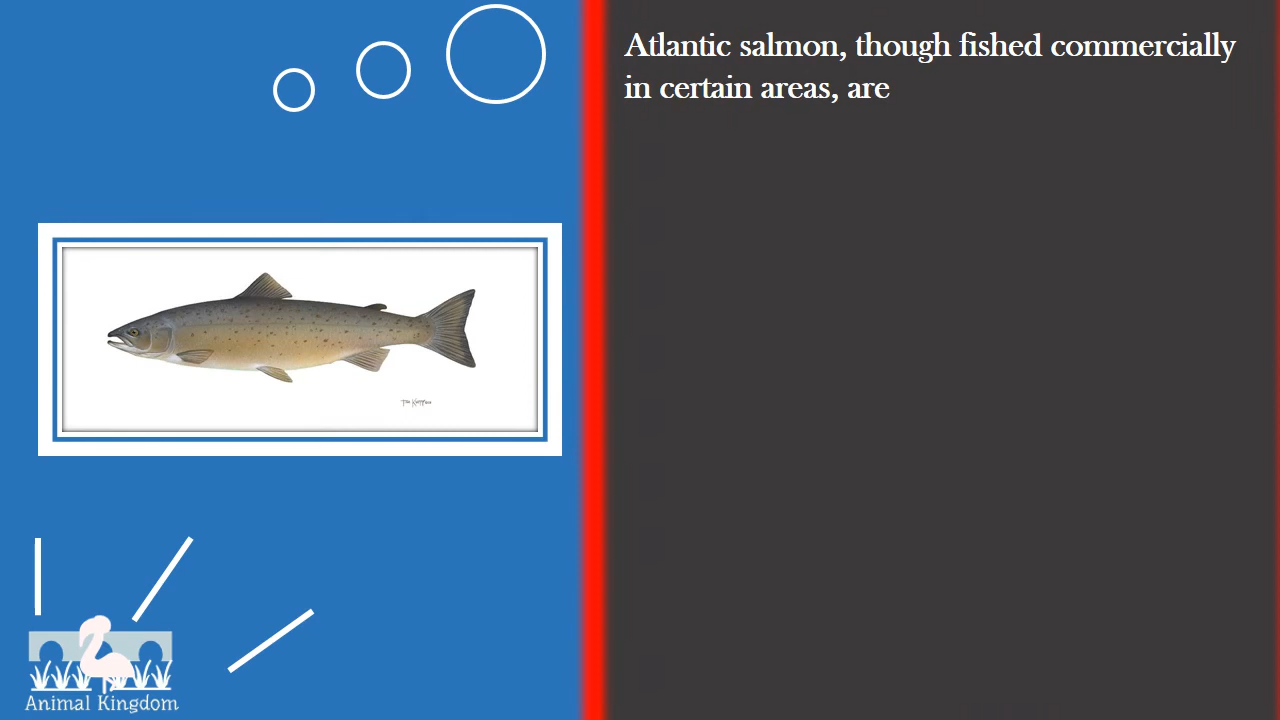 Atlantic salmon, though fished commercially
in certain areas, are
Animal Kingdom